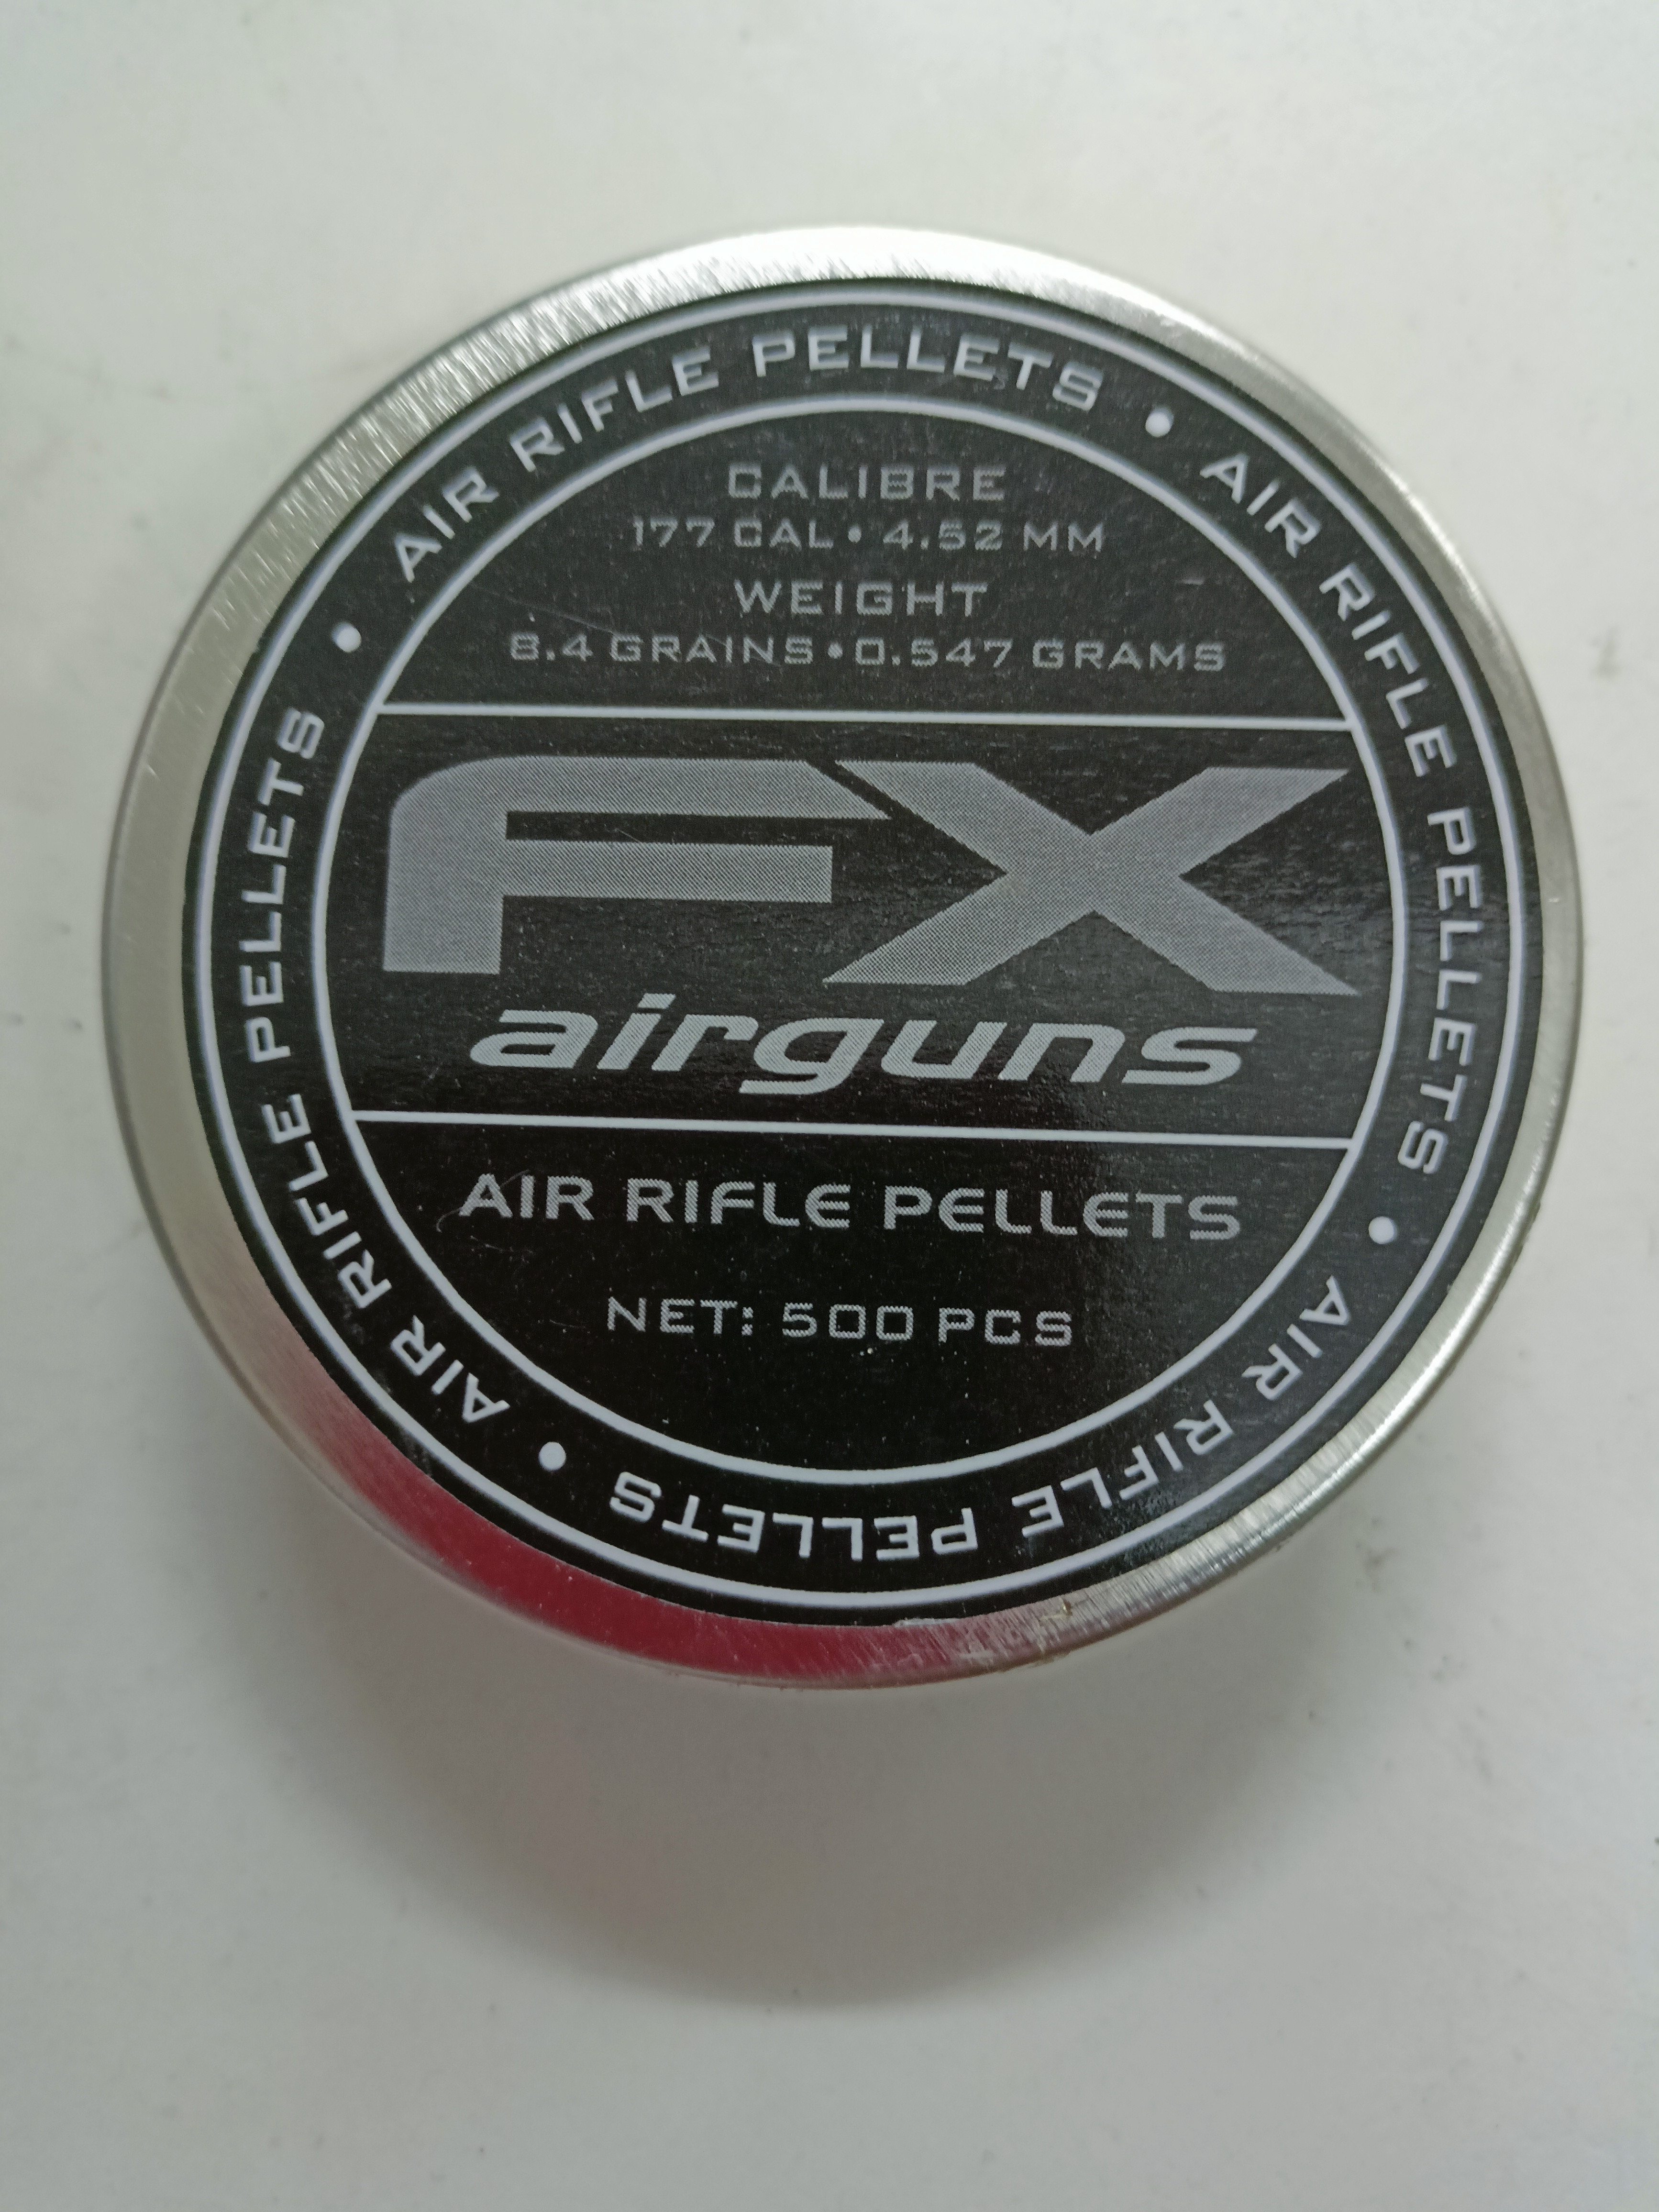 AIR RIFLE PELLETS • AIR RIFLE PELLETS • AIR RIFLE PELLETS • AIR RIFLE PELLETS •
CALIBRE
177 CAL • 4.52 MM
WEIGHT
8.4 GRAINS • 0.547 GRAMS
FX
airguns
AIR RIFLE PELLETS
NET: 500 PCS